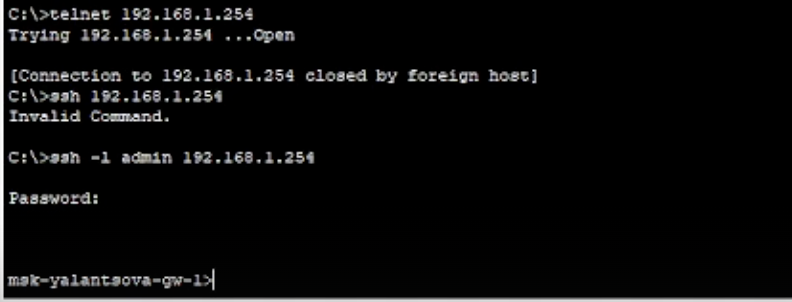 C:\>telnet 192.168.1.254
Trying 192.168.1.254 ...Open
[Connection to 192.168.1.254 closed by foreign host]
C:\>ssh 192.168.1.254
Invalid Command.
C:\>ssh -l admin 192.168.1.254
Password:
msk-yalantsova-gw-1>